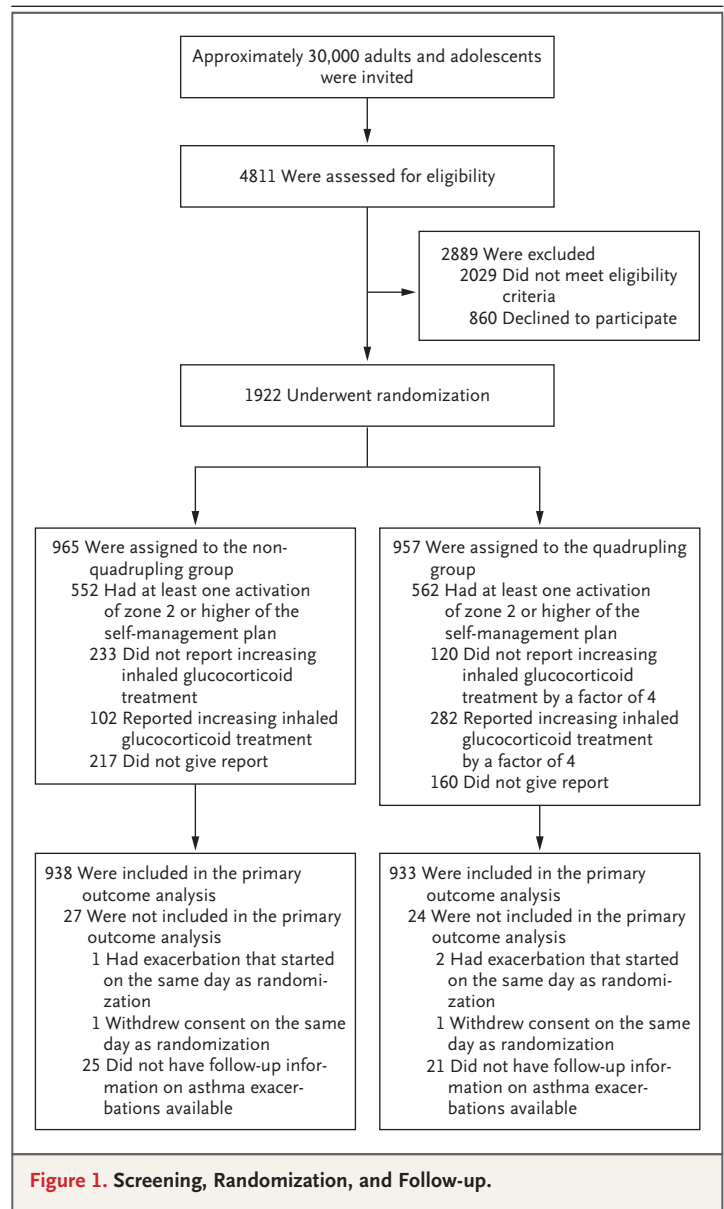 Approximately 30,000 adults and adolescents
were invited
4811 Were assessed for eligibility
2889 Were excluded
2029 Did not meet eligibility
criteria
860 Declined to participate
1922 Underwent randomization
965 Were assigned to the non-
quadrupling group
552 Had at least one activation
of zone 2 or higher of the
self-management plan
233 Did not report increasing
inhaled glucocorticoid
treatment
102 Reported increasing inhaled
glucocorticoid treatment
217 Did not give report
957 Were assigned to the quadrupling
group
562 Had at least one activation
of zone 2 or higher of the
self-management plan
120 Did not report increasing
inhaled glucocorticoid
treatment by a factor of 4
282 Reported increasing inhaled
glucocorticoid treatment
by a factor of 4
160 Did not give report
938 Were included in the primary
outcome analysis
27 Were not included in the primary
outcome analysis
1 Had exacerbation that started
on the same day as randomi-
zation
1 Withdrew consent on the same
day as randomization
25 Did not have follow-up infor-
mation on asthma exacer-
bations available
933 Were included in the primary
outcome analysis
24 Were not included in the primary
outcome analysis
2 Had exacerbation that started
on the same day as randomi-
zation
1 Withdrew consent on the same
day as randomization
21 Did not have follow-up infor-
mation on asthma exacer-
bations available
Figure 1. Screening, Randomization, and Follow-up.